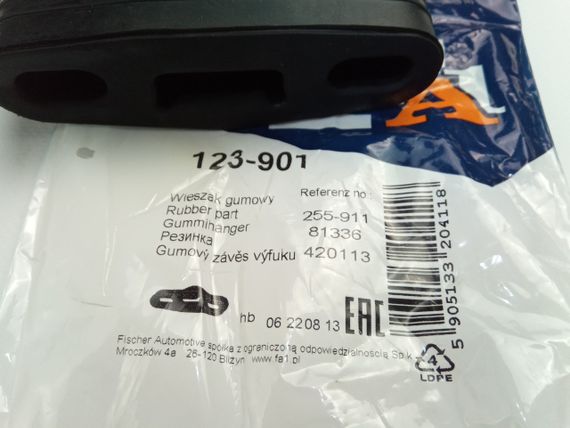 A
123-901
Wieszak gumowy Referenz no.:
Rubber part 255-911
Gummihanger 81336
Резинка 420113
Gumový závěs výfuku
hb 06 2208 13 EAC
5 905133 204118
Fischer Automotive spółka z ograniczoną odpowiedzialnością Sp.k.
Mroczków 4a 26-120 Bliżyn www.fa1.pl
4
LDPE